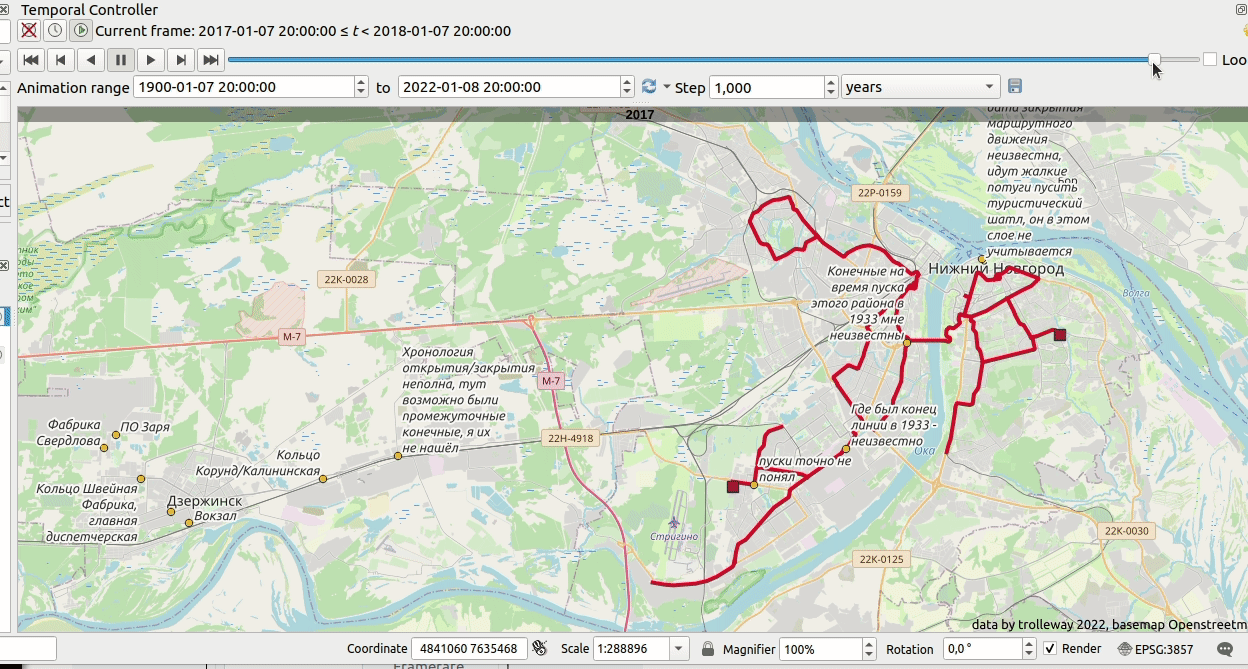 Temporal Controller
Current frame: 2017-01-07 20:00:00 ≤ t < 2018-01-07 20:00:00
Loo
Animation range 1900-01-07 20:00:00 to 2022-01-08 20:00:00 Step 1,000 years
2017
дата закрытия
маршрутного
движения
неизвестна,
идут жалкие
потуги пусить
туристический
шатл, он в этом
слое не
учитывается
Бор
22Р-0159
Нижний Новгород
Волга
22К-0028
М-7
Конечные на
время пуска
этого района в
1933 мне
неизвестны
Хронология
открытия/закрытия
неполна, тут
возможно были
промежуточные
конечные, я их
не нашёл
М-7
22Н-4918
Где был конец
линии в 1933 -
неизвестно
Ока
пуски точно не
понял
Фабрика
Свердлова
ПО Заря
Кольцо
Корунд/Калининская
Кольцо Швейная
Фабрика,
главная
диспетчерская
Дзержинск
Вокзал
Стригино
22К-0030
22К-0125
data by trolleway 2022, basemap Openstreetm
Coordinate 4841060 7635468 Scale 1:288896 Magnifier 100% Rotation 0,0 ° Render EPSG:3857